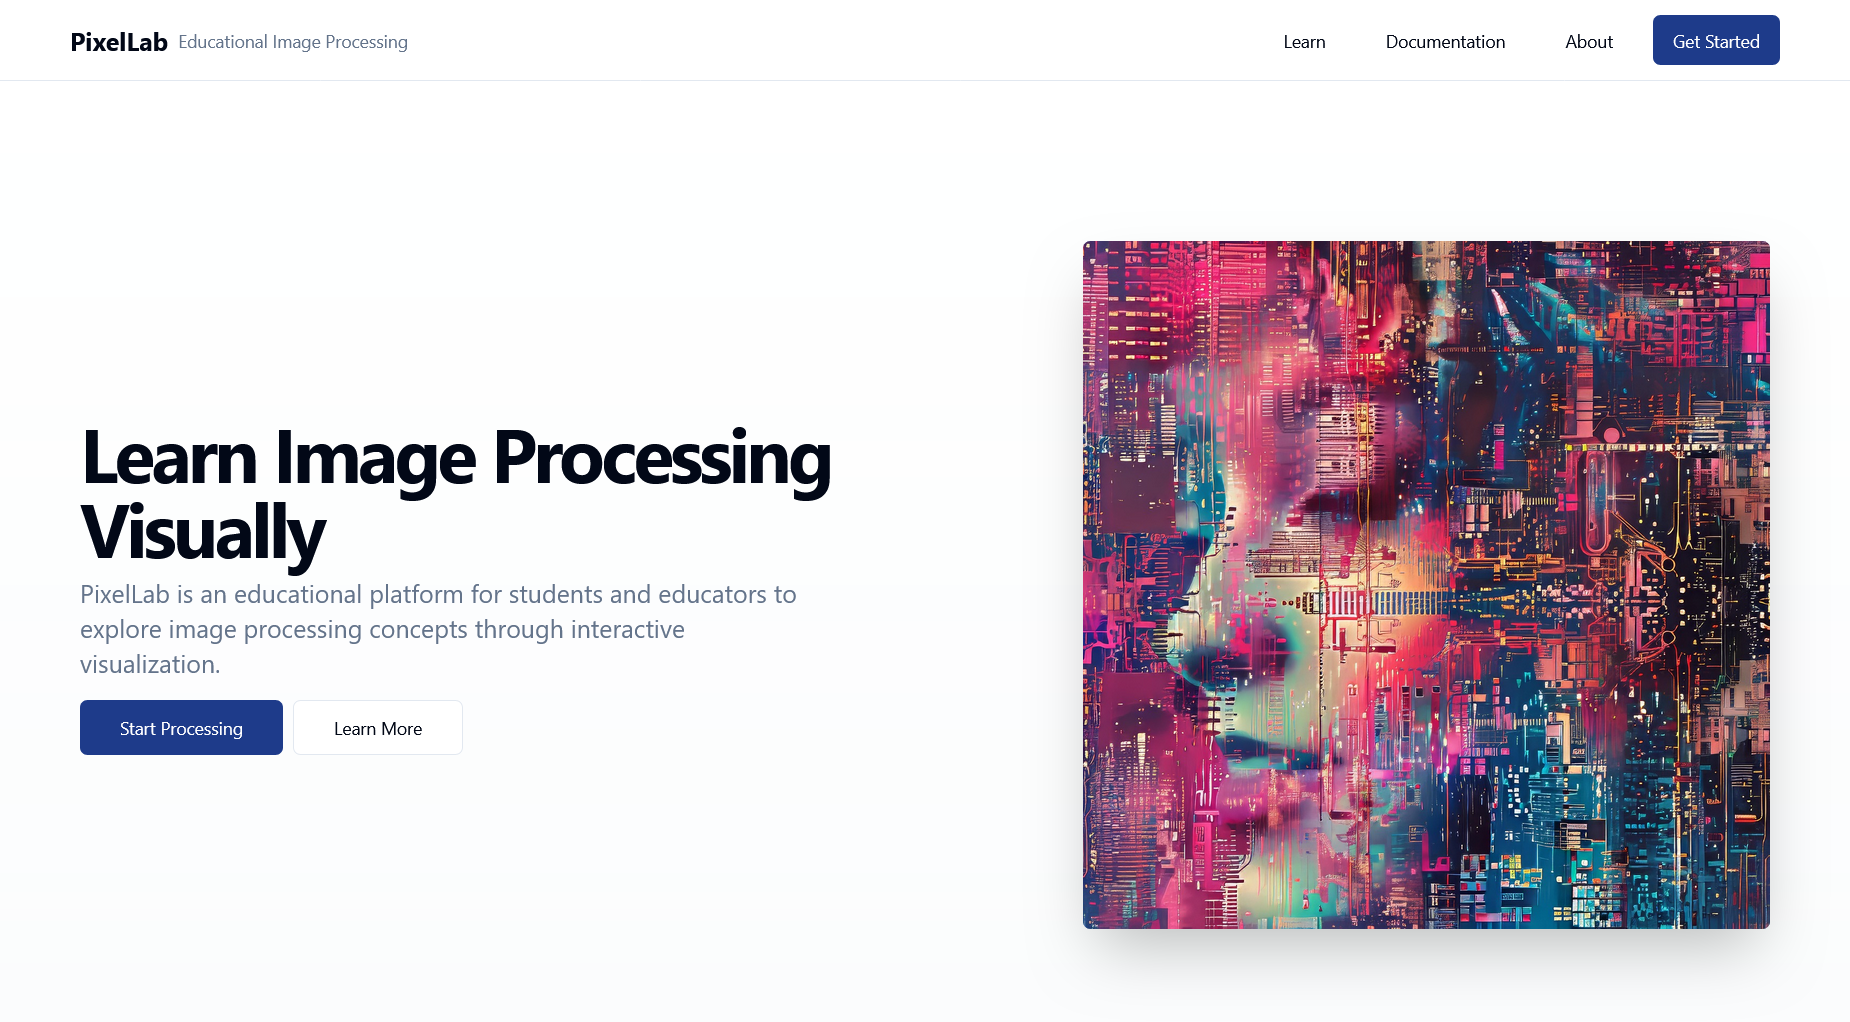 PixelLab Educational Image Processing
Learn
Documentation
About
Get Started
Learn Image Processing
Visually
PixelLab is an educational platform for students and educators to
explore image processing concepts through interactive
visualization.
Start Processing
Learn More